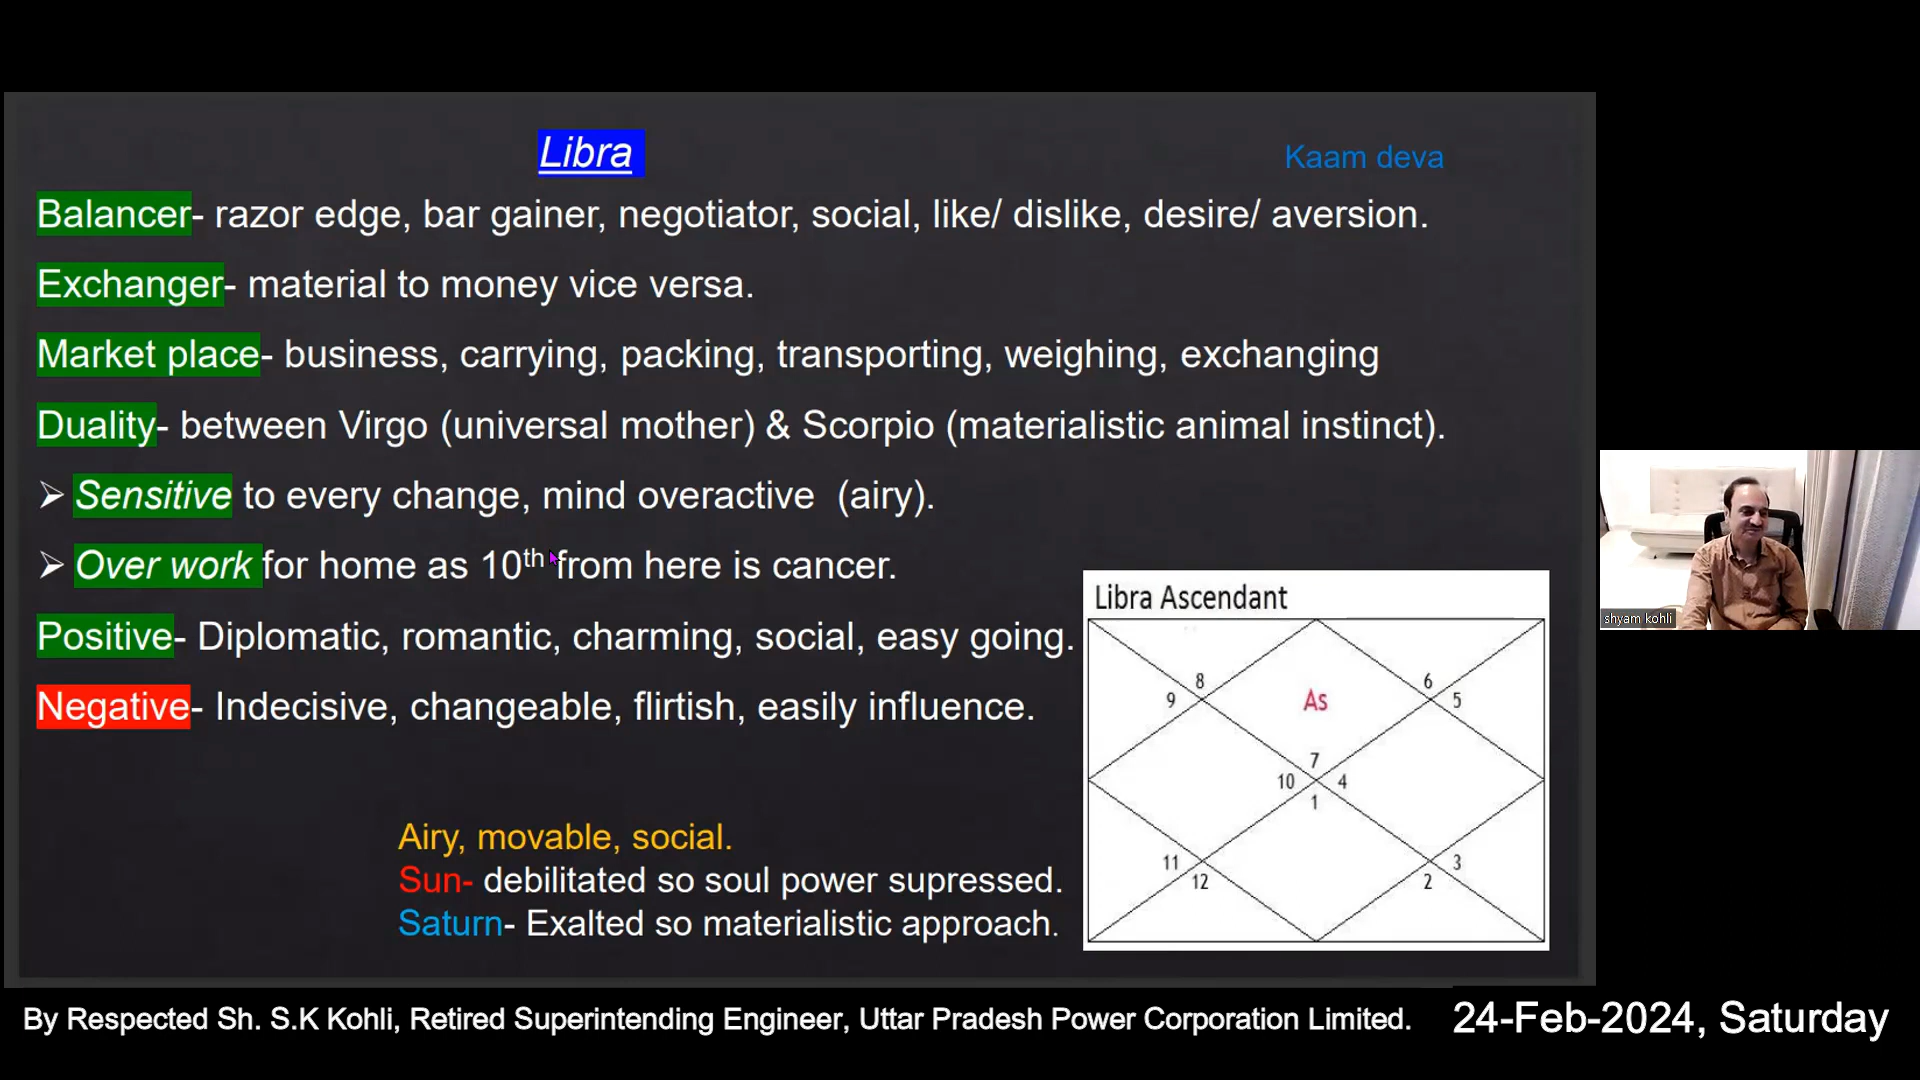 Libra
Kaam deva
Balancer- razor edge, bar gainer, negotiator, social, like/ dislike, desire/ aversion.
Exchanger- material to money vice versa.
Market place- business, carrying, packing, transporting, weighing, exchanging
Duality- between Virgo (universal mother) & Scorpio (materialistic animal instinct).
➢ Sensitive to every change, mind overactive (airy).
➢ Over work for home as 10th from here is cancer.
Positive- Diplomatic, romantic, charming, social, easy going.
Negative- Indecisive, changeable, flirtish, easily influence.
Airy, movable, social.
Sun- debilitated so soul power supressed.
Saturn- Exalted so materialistic approach.
Libra Ascendant
8 6
9 As 5
7
10 4
1
11 3
12 2
shyam kohli
By Respected Sh. S.K Kohli, Retired Superintending Engineer, Uttar Pradesh Power Corporation Limited.
24-Feb-2024, Saturday